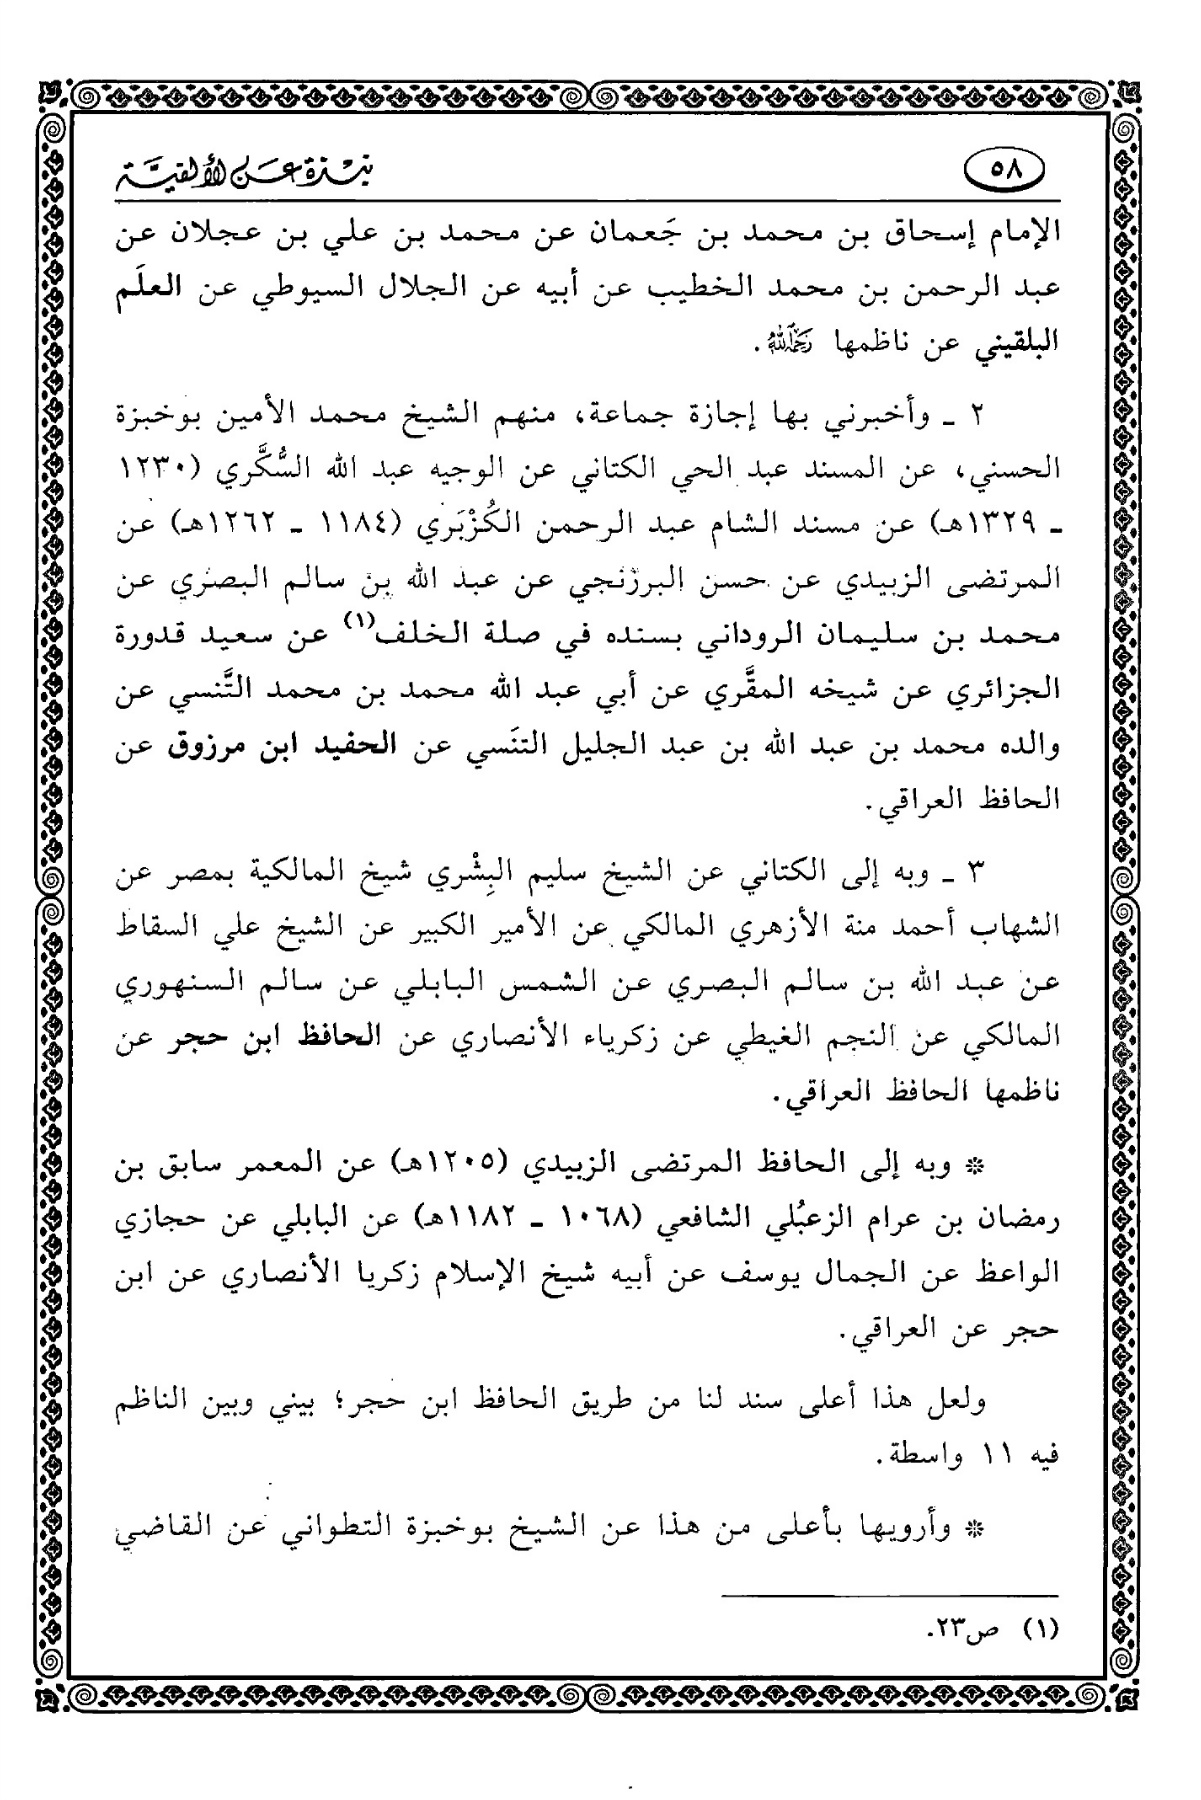 ٥٨
نبذة عن الألفية
الإمام إسحاق بن محمد بن جَعمان عن محمد بن علي بن عجلان عن
عبد الرحمن بن محمد الخطيب عن أبيه عن الجلال السيوطي عن العلَم
البلقيني عن ناظمها رَحِمَهُ اللهُ.
٢ ـ وأخبرني بها إجازة جماعة، منهم الشيخ محمد الأمين بوخبزة
الحسني، عن المسند عبد الحي الكتاني عن الوجيه عبد الله السُّكَّري (١٢٣٠
ـ ١٣٢٩هـ) عن مسند الشام عبد الرحمن الكُزْبَري (١١٨٤ ـ ١٢٦٢هـ) عن
المرتضى الزبيدي عن حسن البرزنجي عن عبد الله بن سالم البصري عن
محمد بن سليمان الروداني بسنده في صلة الخلف(١) عن سعيد قدورة
الجزائري عن شيخه المقَّري عن أبي عبد الله محمد بن محمد التَّنسي عن
والده محمد بن عبد الله بن عبد الجليل التنَسي عن الحفيد ابن مرزوق عن
الحافظ العراقي.
٣ ـ وبه إلى الكتاني عن الشيخ سليم البِشْري شيخ المالكية بمصر عن
الشهاب أحمد منة الأزهري المالكي عن الأمير الكبير عن الشيخ علي السقاط
عن عبد الله بن سالم البصري عن الشمس البابلي عن سالم السنهوري
المالكي عن النجم الغيطي عن زكرياء الأنصاري عن الحافظ ابن حجر عن
ناظمها الحافظ العراقي.
* وبه إلى الحافظ المرتضى الزبيدي (١٢٠٥هـ) عن المعمر سابق بن
رمضان بن عرام الزعبُلي الشافعي (١٠٦٨ ـ ١١٨٢هـ) عن البابلي عن حجازي
الواعظ عن الجمال يوسف عن أبيه شيخ الإسلام زكريا الأنصاري عن ابن
حجر عن العراقي.
ولعل هذا أعلى سند لنا من طريق الحافظ ابن حجر؛ بيني وبين الناظم
فيه ١١ واسطة.
* وأرويها بأعلى من هذا عن الشيخ بوخبزة التطواني عن القاضي
(١) ص٢٣.